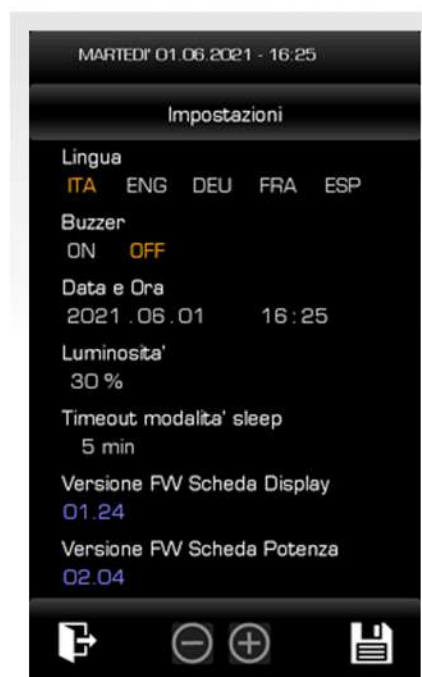 MARTEDI' 01.06.2021 - 16:25
Impostazioni
Lingua
ITA ENG DEU FRA ESP
Buzzer
ON OFF
Data e Ora
2021.06.01 16:25
Luminosita'
30 %
Timeout modalita' sleep
5 min
Versione FW Scheda Display
01.24
Versione FW Scheda Potenza
02.04